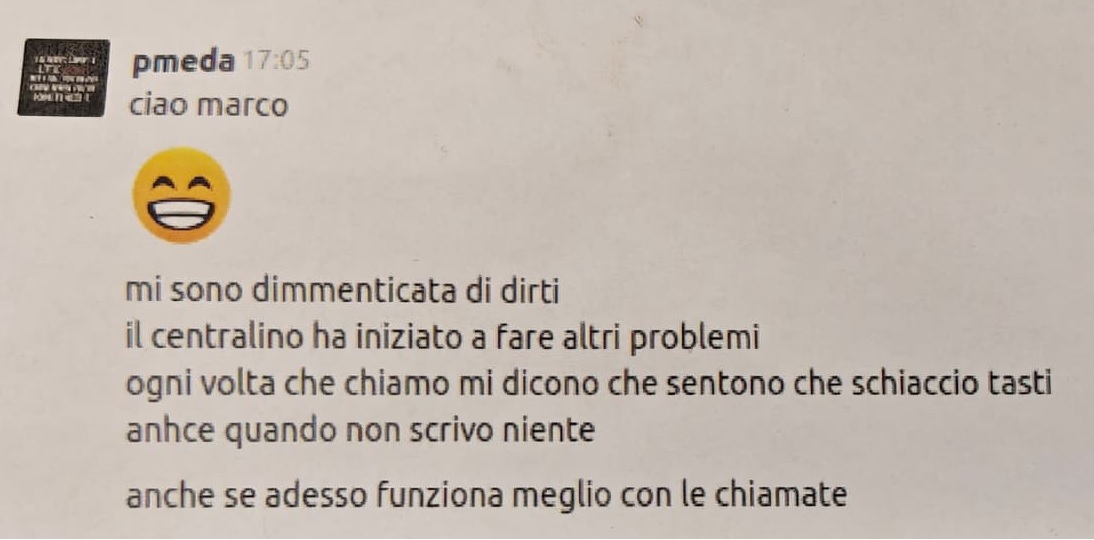 pmeda 17:05
ciao marco
mi sono dimmenticata di dirti
il centralino ha iniziato a fare altri problemi
ogni volta che chiamo mi dicono che sentono che schiaccio tasti
anhce quando non scrivo niente
anche se adesso funziona meglio con le chiamate